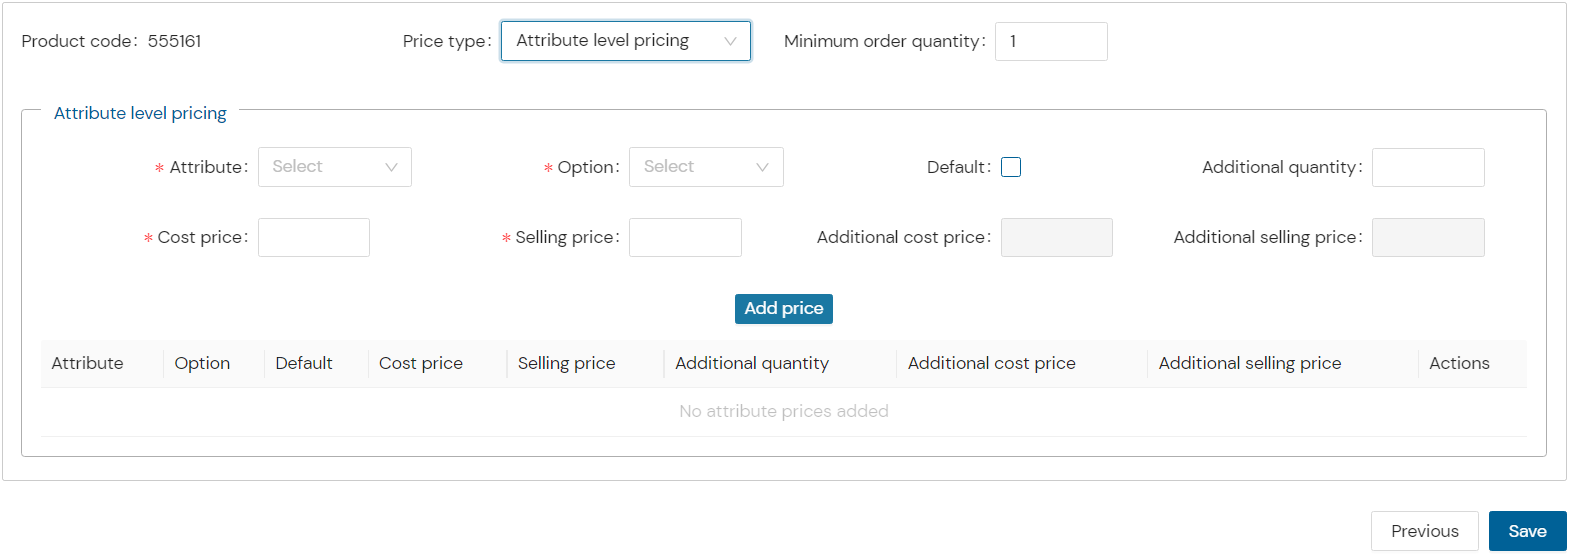 Product code: 555161 Price type: Attribute level pricing Minimum order quantity: 1
Attribute level pricing
* Attribute: Select * Option: Select Default: Additional quantity:
* Cost price: * Selling price: Additional cost price: Additional selling price:
Add price
Attribute Option Default Cost price Selling price Additional quantity Additional cost price Additional selling price Actions
No attribute prices added
Previous Save